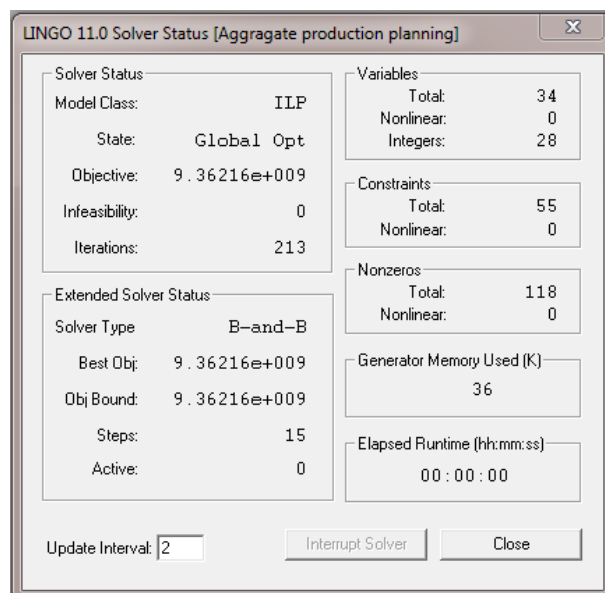 LINGO 11.0 Solver Status [Aggragate production planning]
Solver Status
Model Class: ILP
State: Global Opt
Objective: 9.36216e+009
Infeasibility: 0
Iterations: 213
Extended Solver Status
Solver Type B-and-B
Best Obj: 9.36216e+009
Obj Bound: 9.36216e+009
Steps: 15
Active: 0
Variables
Total: 34
Nonlinear: 0
Integers: 28
Constraints
Total: 55
Nonlinear: 0
Nonzeros
Total: 118
Nonlinear: 0
Generator Memory Used (K)
36
Elapsed Runtime (hh:mm:ss)
00:00:00
Update Interval: 2 Interrupt Solver Close